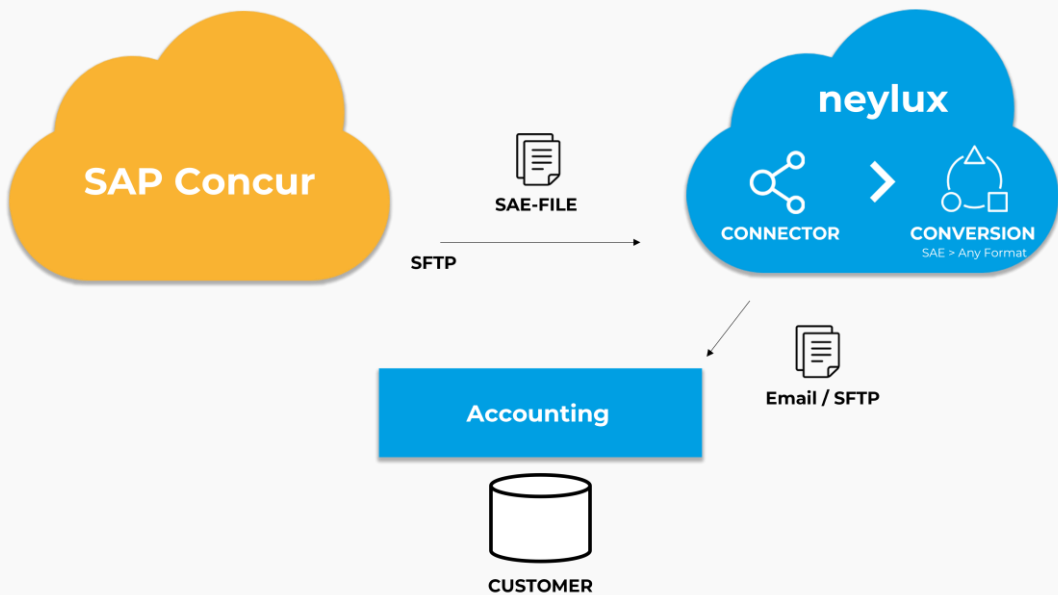 neylux
SAP Concur
SAE-FILE
SFTP
CONNECTOR
CONVERSION
SAE > Any Format
Email / SFTP
Accounting
CUSTOMER